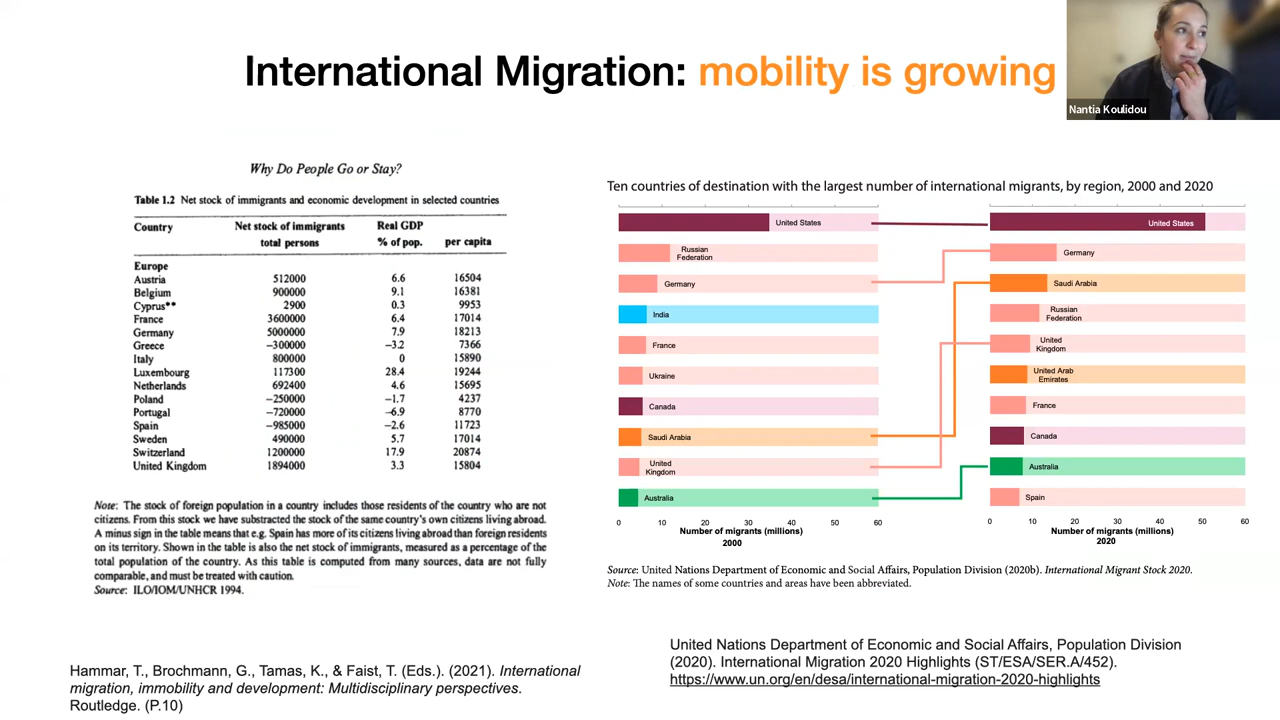 International Migration: mobility is growing
Nantia Koulidou
Why Do People Go or Stay?
Table 1.2 Net stock of immigrants and economic development in selected countries
Country Net stock of immigrants Real GDP
total persons % of pop. per capita
Europe
Austria 512000 6.6 16504
Belgium 900000 9.1 16381
Cyprus** 2900 0.3 9953
France 3600000 6.4 17014
Germany 5000000 7.9 18213
Greece −300000 −3.2 7366
Italy 800000 0 15890
Luxembourg 117300 28.4 19244
Netherlands 692400 4.6 15695
Poland −250000 −1.7 4237
Portugal −720000 −6.9 8770
Spain −985000 −2.6 11723
Sweden 490000 5.7 17014
Switzerland 1200000 17.9 20874
United Kingdom 1894000 3.3 15804
Note: The stock of foreign population in a country includes those residents of the country who are not
citizens. From this stock we have substracted the stock of the same country's own citizens living abroad.
A minus sign in the table means that e.g. Spain has more of its citizens living abroad than foreign residents
on its territory. Shown in the table is also the net stock of immigrants, measured as a percentage of the
total population of the country. As this table is computed from many sources, data are not fully
comparable, and must be treated with caution.
Source: ILO/IOM/UNHCR 1994.
Hammar, T., Brochmann, G., Tamas, K., & Faist, T. (Eds.). (2021). International
migration, immobility and development: Multidisciplinary perspectives.
Routledge. (P.10)
Ten countries of destination with the largest number of international migrants, by region, 2000 and 2020
United States
Russian
Federation
Germany
India
France
Ukraine
Canada
Saudi Arabia
United
Kingdom
Australia
0 10 20 30 40 50 60
Number of migrants (millions)
2000
United States
Germany
Saudi Arabia
Russian
Federation
United
Kingdom
United Arab
Emirates
France
Canada
Australia
Spain
0 10 20 30 40 50 60
Number of migrants (millions)
2020
Source: United Nations Department of Economic and Social Affairs, Population Division (2020b). International Migrant Stock 2020.
Note: The names of some countries and areas have been abbreviated.
United Nations Department of Economic and Social Affairs, Population Division
(2020). International Migration 2020 Highlights (ST/ESA/SER.A/452).
https://www.un.org/en/desa/international-migration-2020-highlights